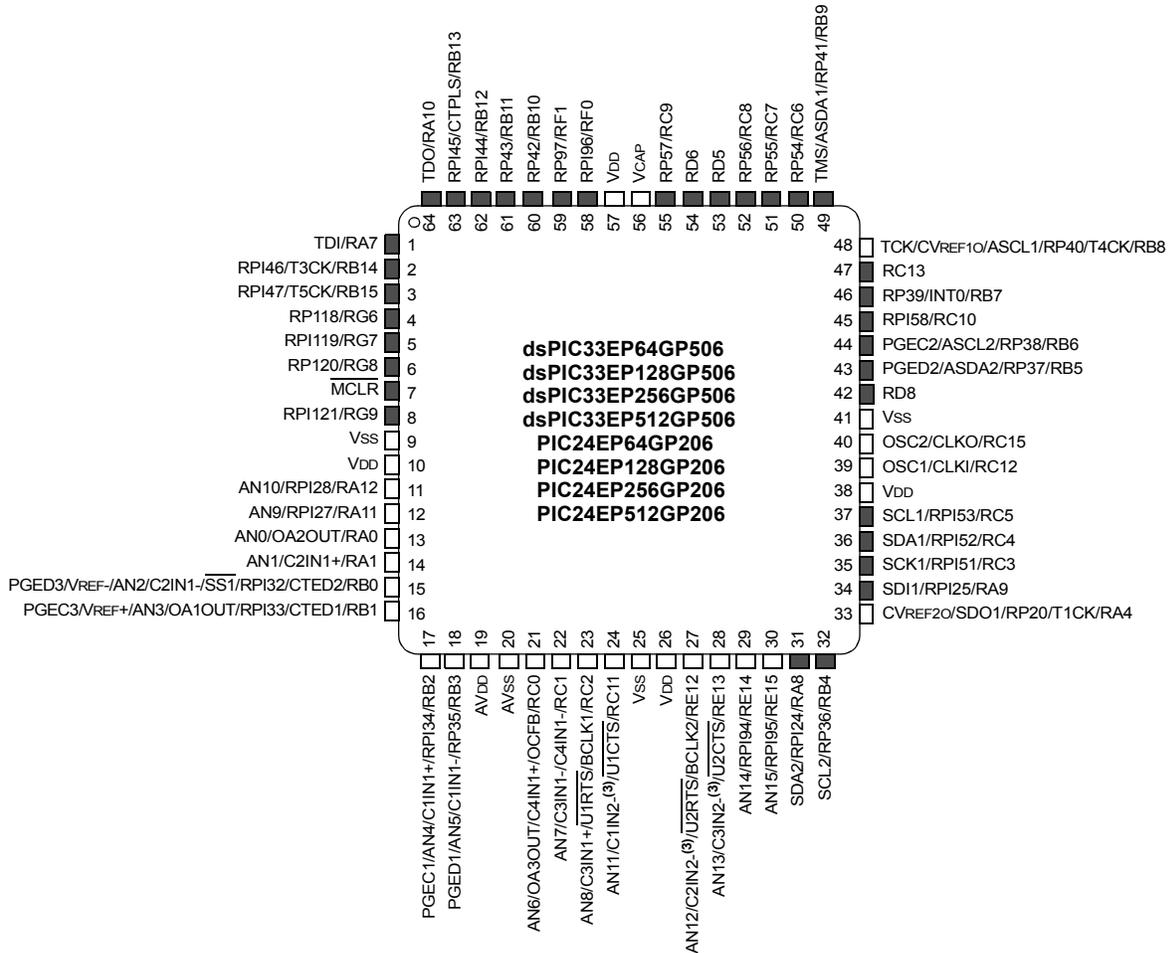 TDO/RA10
RPI45/CTPLS/RB13
RPI44/RB12
RP43/RB11
RP42/RB10
RP97/RF1
RPI96/RF0
VDD
VCAP
RP57/RC9
RD6
RD5
RP56/RC8
RP55/RC7
RP54/RC6
TMS/ASDA1/RP41/RB9
64
63
62
61
60
59
58
57
56
55
54
53
52
51
50
49
TDI/RA7 1
RPI46/T3CK/RB14 2
RPI47/T5CK/RB15 3
RP118/RG6 4
RPI119/RG7 5
RP120/RG8 6
MCLR 7
RPI121/RG9 8
VSS 9
VDD 10
AN10/RPI28/RA12 11
AN9/RPI27/RA11 12
AN0/OA2OUT/RA0 13
AN1/C2IN1+/RA1 14
PGED3/VREF-/AN2/C2IN1-/SS1/RPI32/CTED2/RB0 15
PGEC3/VREF+/AN3/OA1OUT/RPI33/CTED1/RB1 16
dsPIC33EP64GP506
dsPIC33EP128GP506
dsPIC33EP256GP506
dsPIC33EP512GP506
PIC24EP64GP206
PIC24EP128GP206
PIC24EP256GP206
PIC24EP512GP206
48 TCK/CVREF1O/ASCL1/RP40/T4CK/RB8
47 RC13
46 RP39/INT0/RB7
45 RPI58/RC10
44 PGEC2/ASCL2/RP38/RB6
43 PGED2/ASDA2/RP37/RB5
42 RD8
41 VSS
40 OSC2/CLKO/RC15
39 OSC1/CLKI/RC12
38 VDD
37 SCL1/RPI53/RC5
36 SDA1/RPI52/RC4
35 SCK1/RPI51/RC3
34 SDI1/RPI25/RA9
33 CVREF2O/SDO1/RP20/T1CK/RA4
17
18
19
20
21
22
23
24
25
26
27
28
29
30
31
32
PGEC1/AN4/C1IN1+/RPI34/RB2
PGED1/AN5/C1IN1-/RP35/RB3
AVDD
AVSS
AN6/OA3OUT/C4IN1+/OCFB/RC0
AN7/C3IN1-/C4IN1-/RC1
AN8/C3IN1+/U1RTS/BCLK1/RC2
AN11/C1IN2-(3)/U1CTS/RC11
VSS
VDD
AN12/C2IN2-(3)/U2RTS/BCLK2/RE12
AN13/C3IN2-(3)/U2CTS/RE13
AN14/RPI94/RE14
AN15/RPI95/RE15
SDA2/RPI24/RA8
SCL2/RP36/RB4